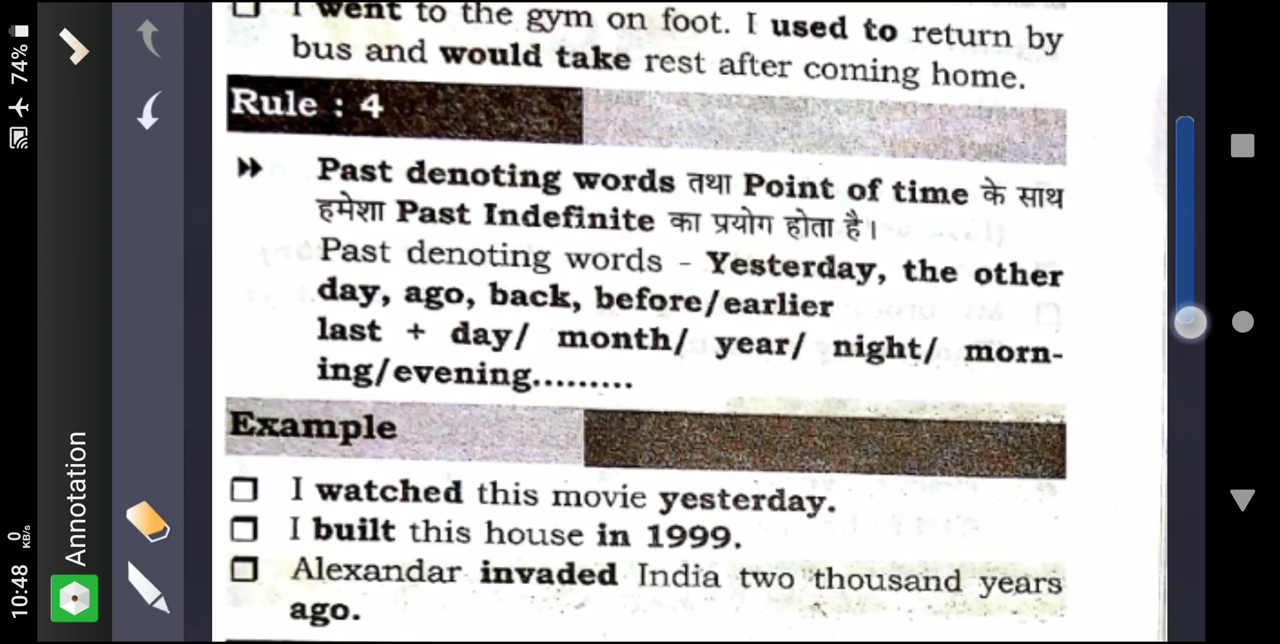 10:48 0 KB/s
74%
Annotation
I went to the gym on foot. I used to return by
bus and would take rest after coming home.
Rule : 4
Past denoting words तथा Point of time के साथ
हमेशा Past Indefinite का प्रयोग होता है।
Past denoting words - Yesterday, the other
day, ago, back, before/earlier
last + day/ month/ year/ night/ morn-
ing/evening.........
Example
I watched this movie yesterday.
I built this house in 1999.
Alexandar invaded India two thousand years
ago.